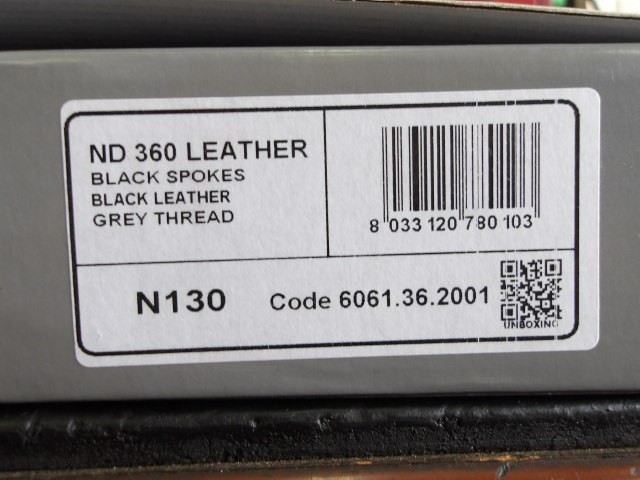 ND 360 LEATHER
BLACK SPOKES
BLACK LEATHER
GREY THREAD
8 033120 780103
N130
Code 6061.36.2001
UNBOXING